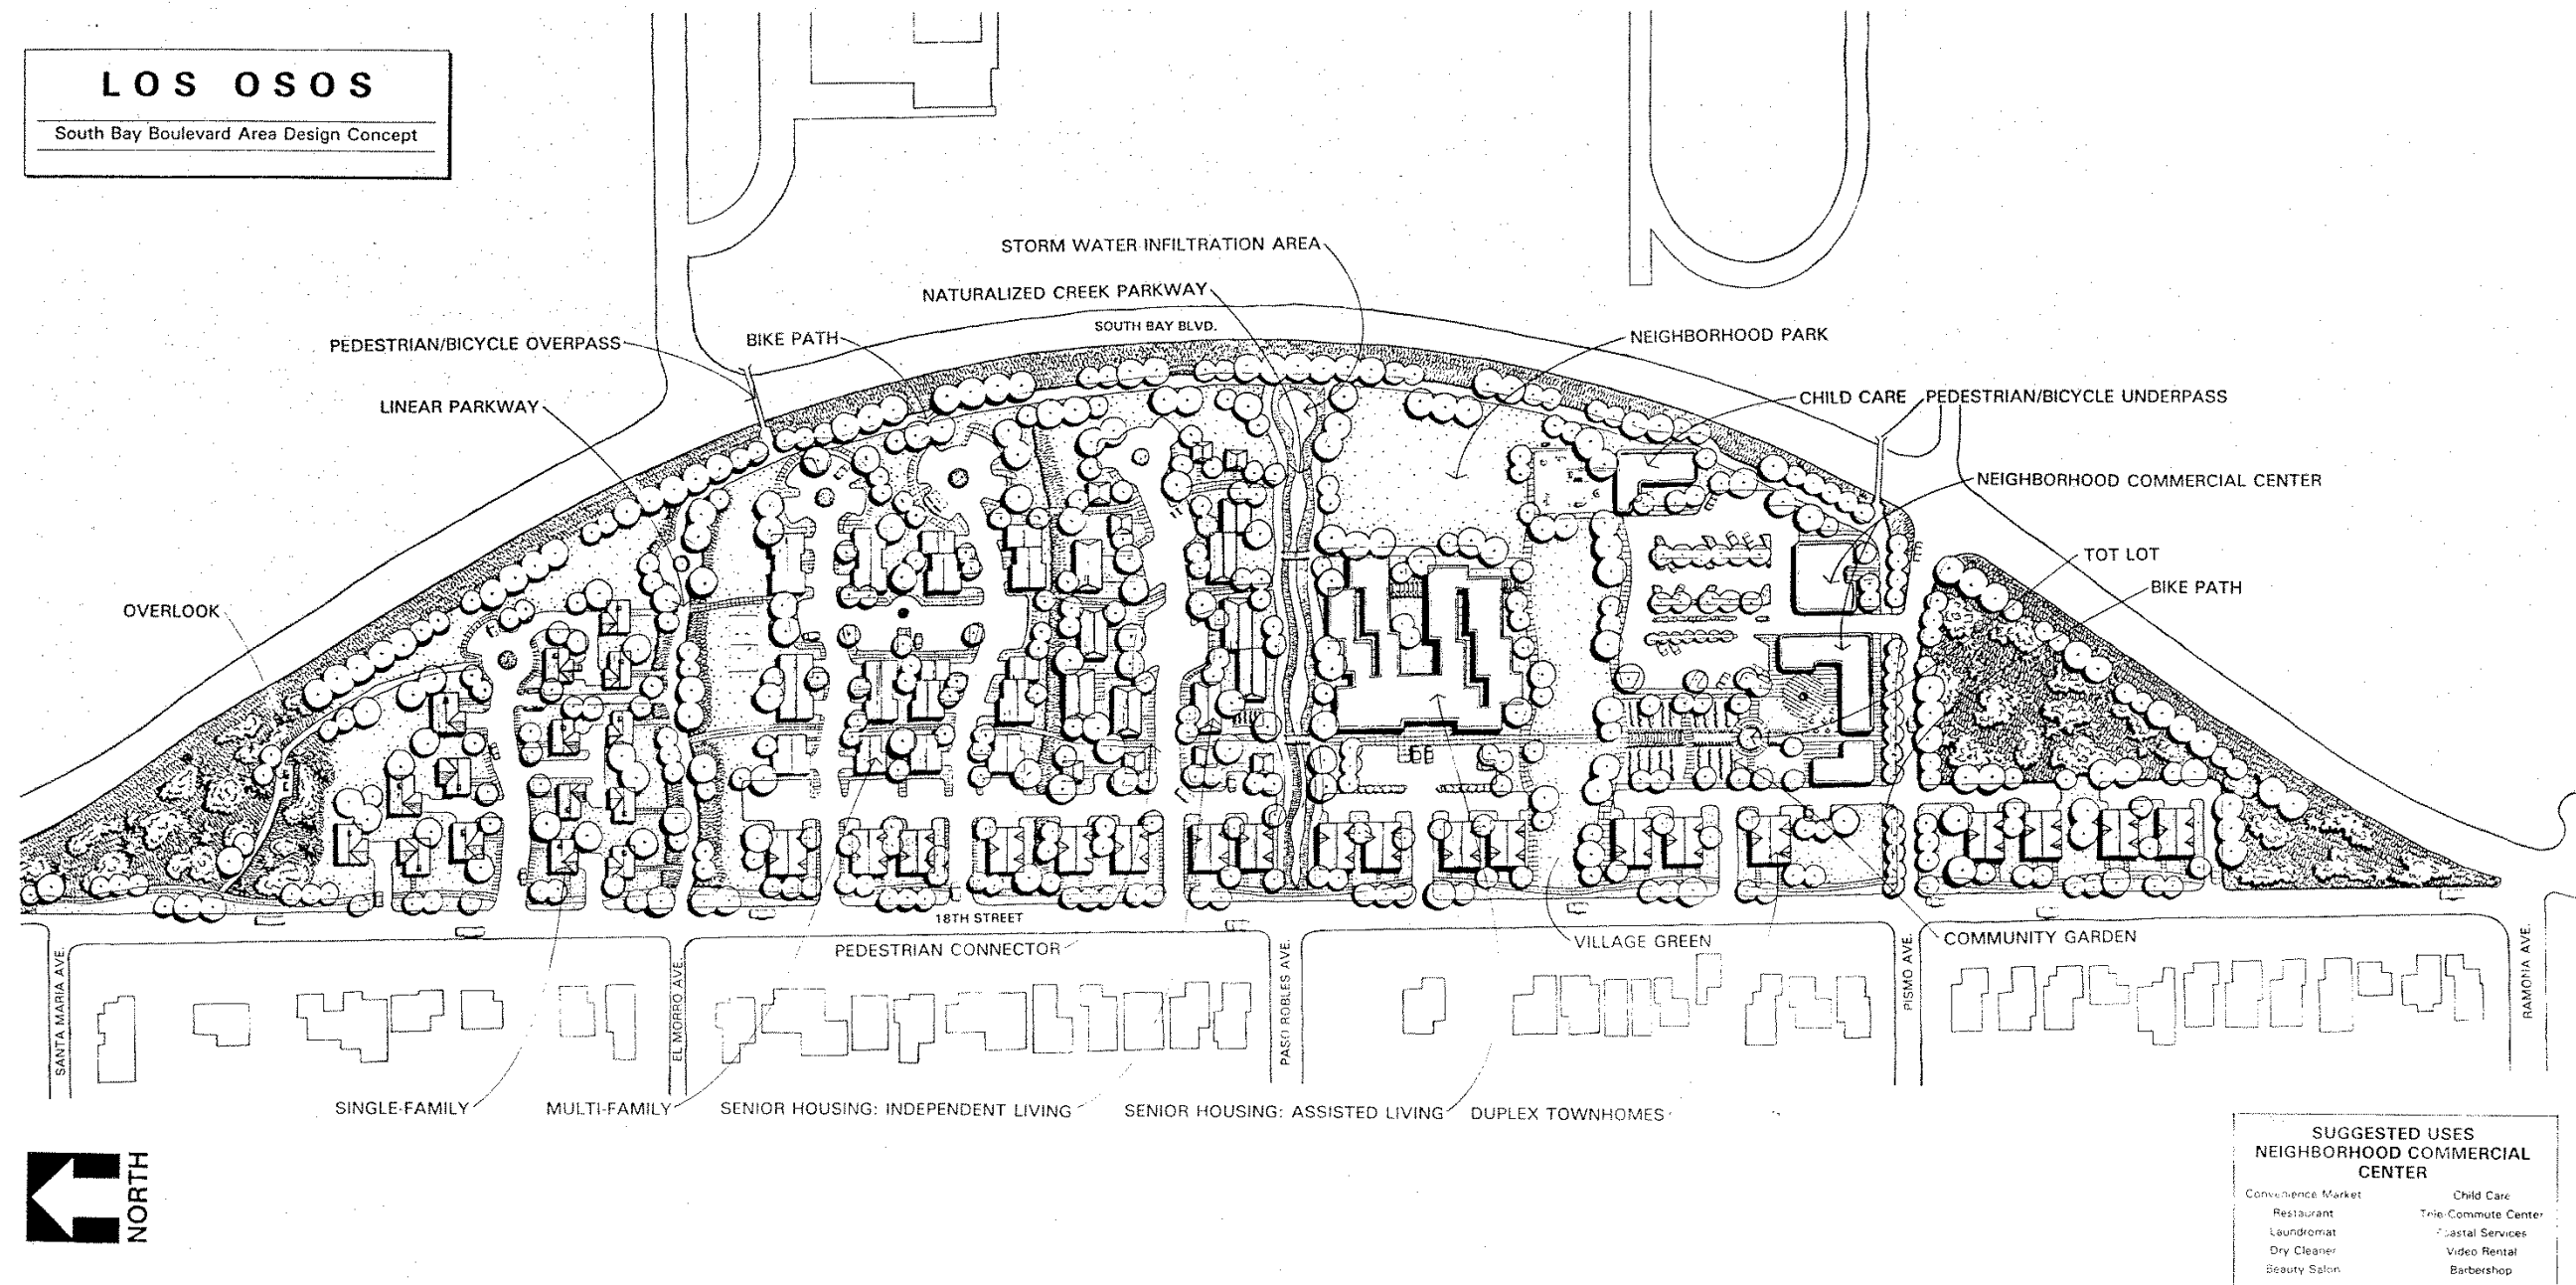 LOS OSOS
South Bay Boulevard Area Design Concept
STORM WATER INFILTRATION AREA
NATURALIZED CREEK PARKWAY
SOUTH BAY BLVD.
PEDESTRIAN/BICYCLE OVERPASS
BIKE PATH
NEIGHBORHOOD PARK
LINEAR PARKWAY
CHILD CARE
PEDESTRIAN/BICYCLE UNDERPASS
NEIGHBORHOOD COMMERCIAL CENTER
TOT LOT
BIKE PATH
OVERLOOK
18TH STREET
PEDESTRIAN CONNECTOR
VILLAGE GREEN
COMMUNITY GARDEN
SANTA MARIA AVE.
EL MORRO AVE.
PASO ROBLES AVE.
PISMO AVE.
RAMONA AVE.
SINGLE-FAMILY
MULTI-FAMILY
SENIOR HOUSING: INDEPENDENT LIVING
SENIOR HOUSING: ASSISTED LIVING
DUPLEX TOWNHOMES
NORTH
SUGGESTED USES
NEIGHBORHOOD COMMERCIAL
CENTER
Convenience Market
Child Care
Restaurant
Tele-Commute Center
Laundromat
Services
Dry Cleaner
Video Rental
Beauty Salon
Barbershop